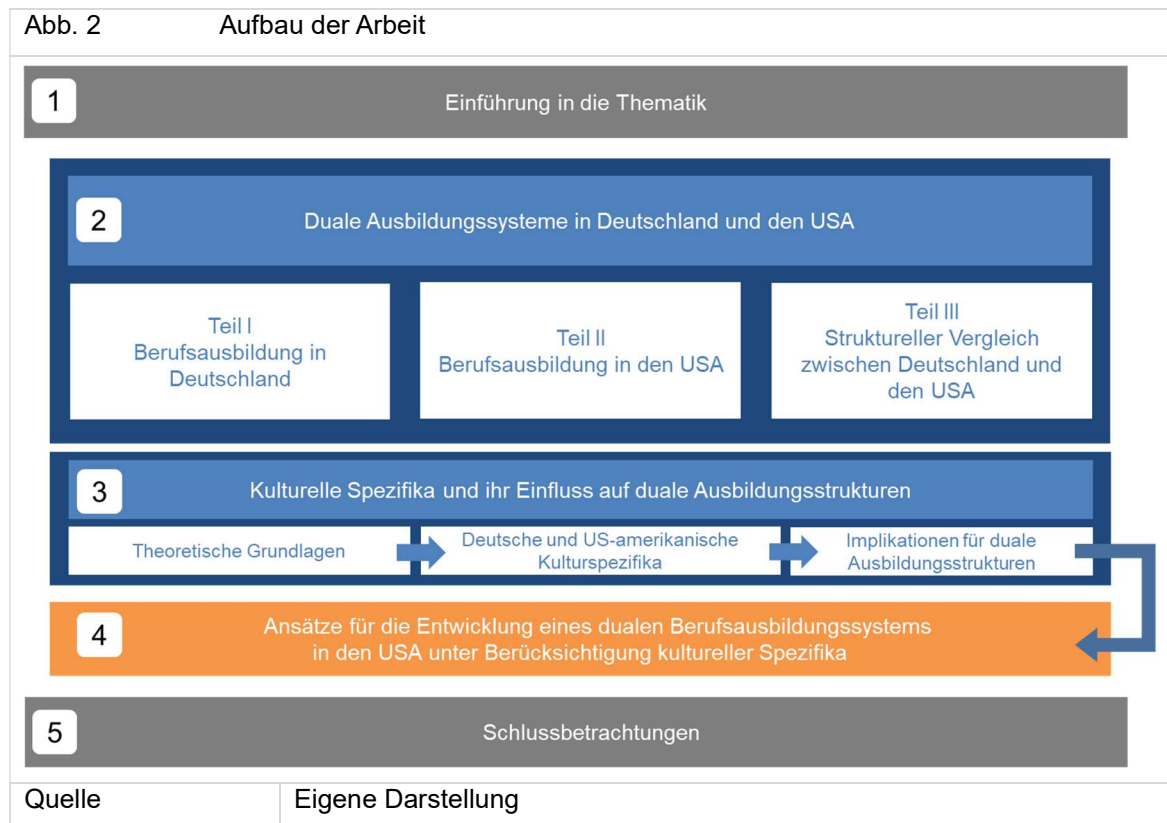 Abb. 2 Aufbau der Arbeit
1 Einführung in die Thematik
2 Duale Ausbildungssysteme in Deutschland und den USA
Teil I
Berufsausbildung in
Deutschland
Teil II
Berufsausbildung in den USA
Teil III
Struktureller Vergleich
zwischen Deutschland und
den USA
3 Kulturelle Spezifika und ihr Einfluss auf duale Ausbildungsstrukturen
Theoretische Grundlagen
Deutsche und US-amerikanische
Kulturspezifika
Implikationen für duale
Ausbildungsstrukturen
4 Ansätze für die Entwicklung eines dualen Berufsausbildungssystems
in den USA unter Berücksichtigung kultureller Spezifika
5 Schlussbetrachtungen
Quelle Eigene Darstellung